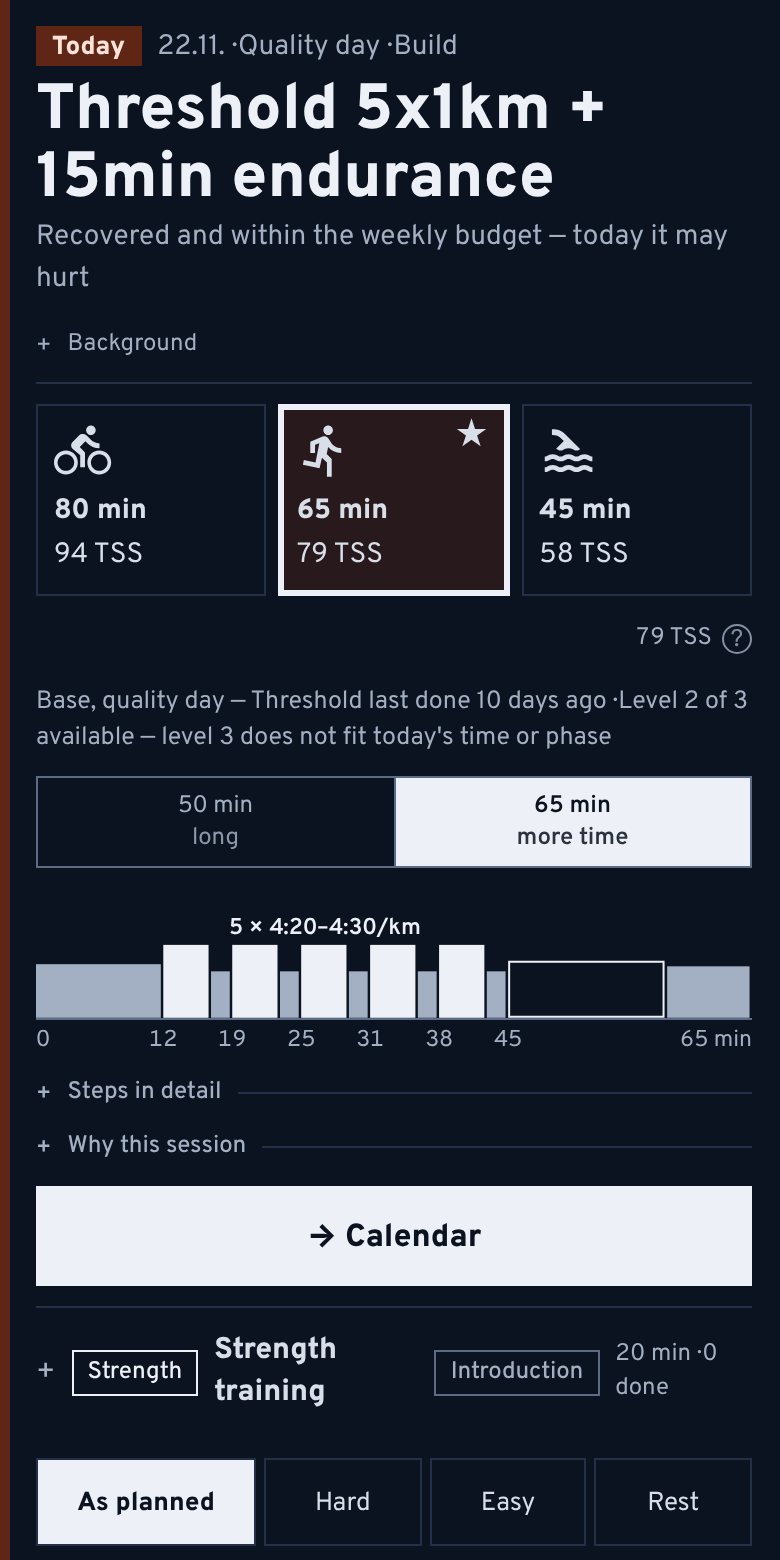 Today 22.11. ·Quality day ·Build
Threshold 5x1km +
15min endurance
Recovered and within the weekly budget – today it may
hurt
+ Background
80 min
94 TSS
★
65 min
79 TSS
45 min
58 TSS
79 TSS ?
Base, quality day – Threshold last done 10 days ago ·Level 2 of 3
available – level 3 does not fit today's time or phase
50 min
long
65 min
more time
5 × 4:20–4:30/km
0 12 19 25 31 38 45 65 min
+ Steps in detail
+ Why this session
→ Calendar
+ Strength
Strength
training
Introduction
20 min ·0
done
As planned Hard Easy Rest